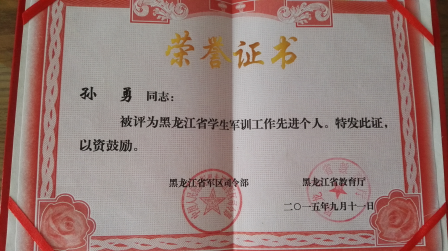 荣誉证书
孙 勇 同志：
被评为黑龙江省学生军训工作先进个人。特发此证，
以资鼓励。
黑龙江省军区司令部 黑龙江省教育厅
二〇一五年九月十一日